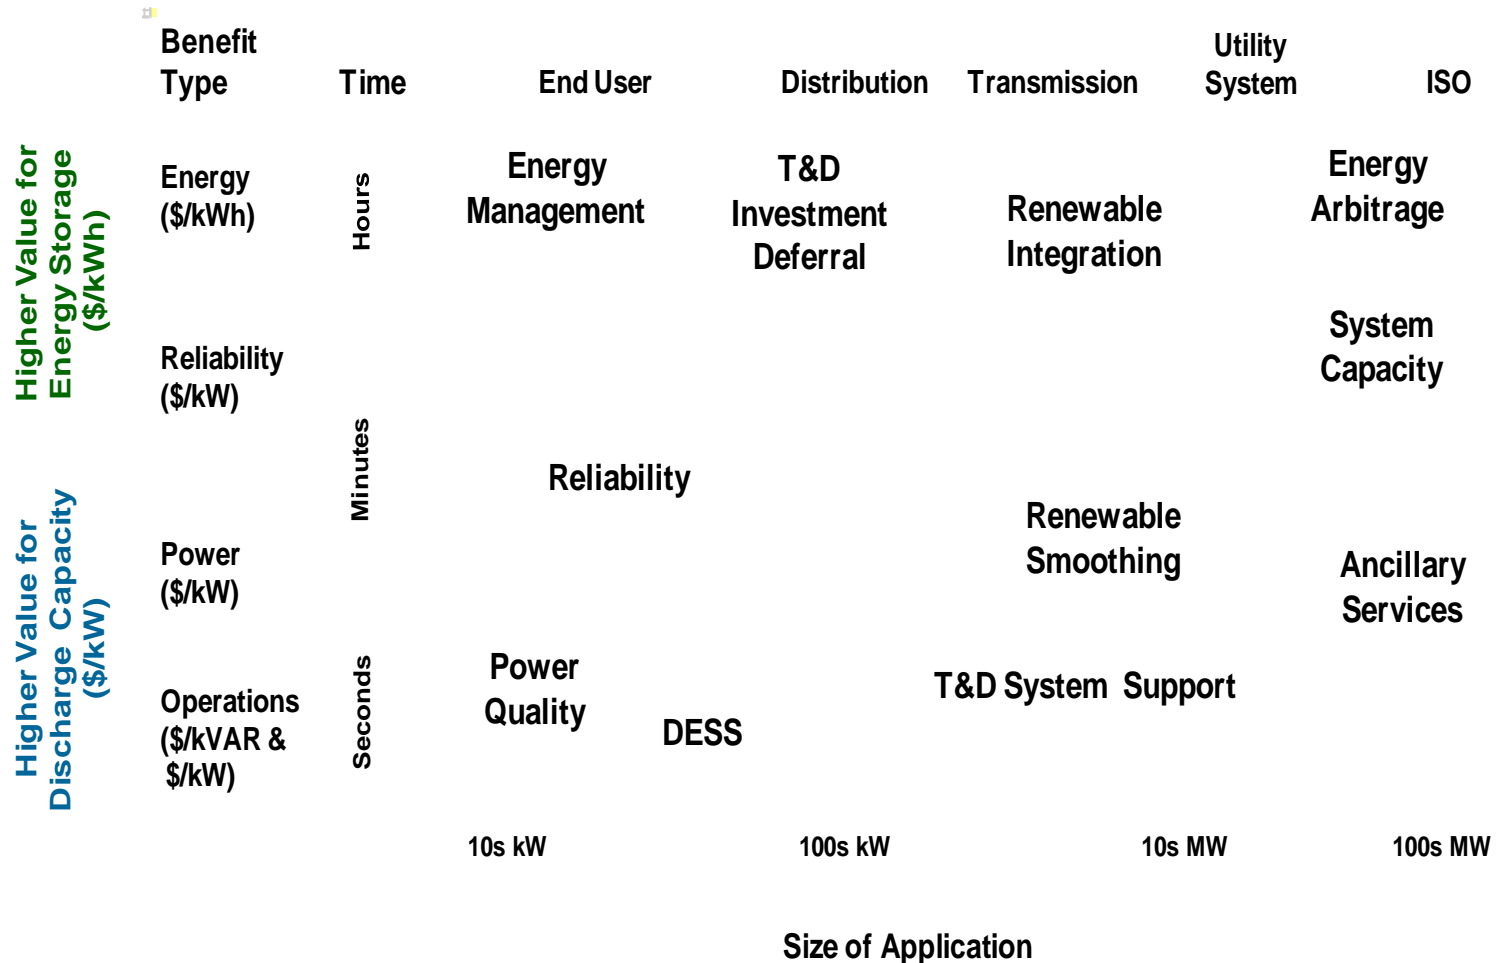 Benefit
Type
Time
End User
Distribution
Transmission
Utility
System
ISO
Higher Value for
Energy Storage
($/kWh)
Higher Value for
Discharge Capacity
($/kW)
Energy
($/kWh)
Reliability
($/kW)
Power
($/kW)
Operations
($/kVAR &
$/kW)
Hours
Minutes
Seconds
Energy
Management
T&D
Investment
Deferral
Renewable
Integration
Energy
Arbitrage
System
Capacity
Reliability
Renewable
Smoothing
Ancillary
Services
Power
Quality
DESS
T&D System Support
10s kW
100s kW
10s MW
100s MW
Size of Application